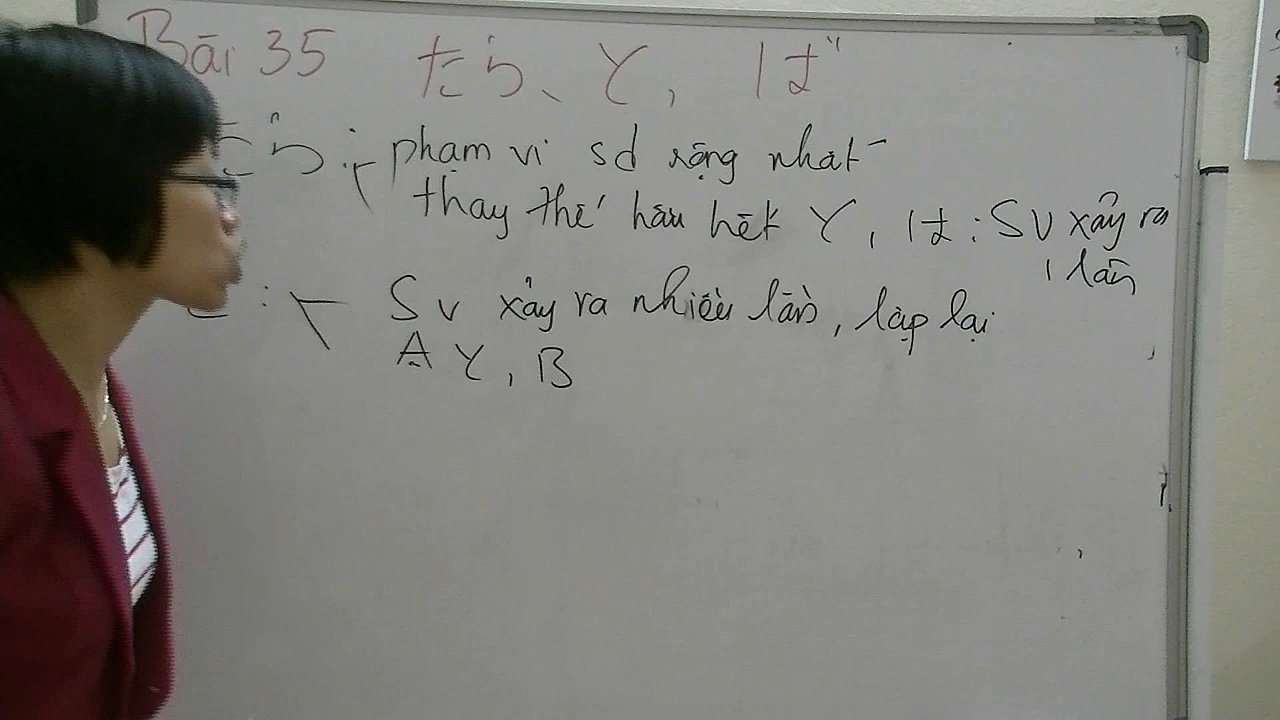 Bài 35 たら、と, ば
たら: phạm vi sd rộng nhất
thay thế hầu hết と, ば: SV xảy ra
1 lần
と: SV xảy ra nhiều lần, lặp lại
A と, B